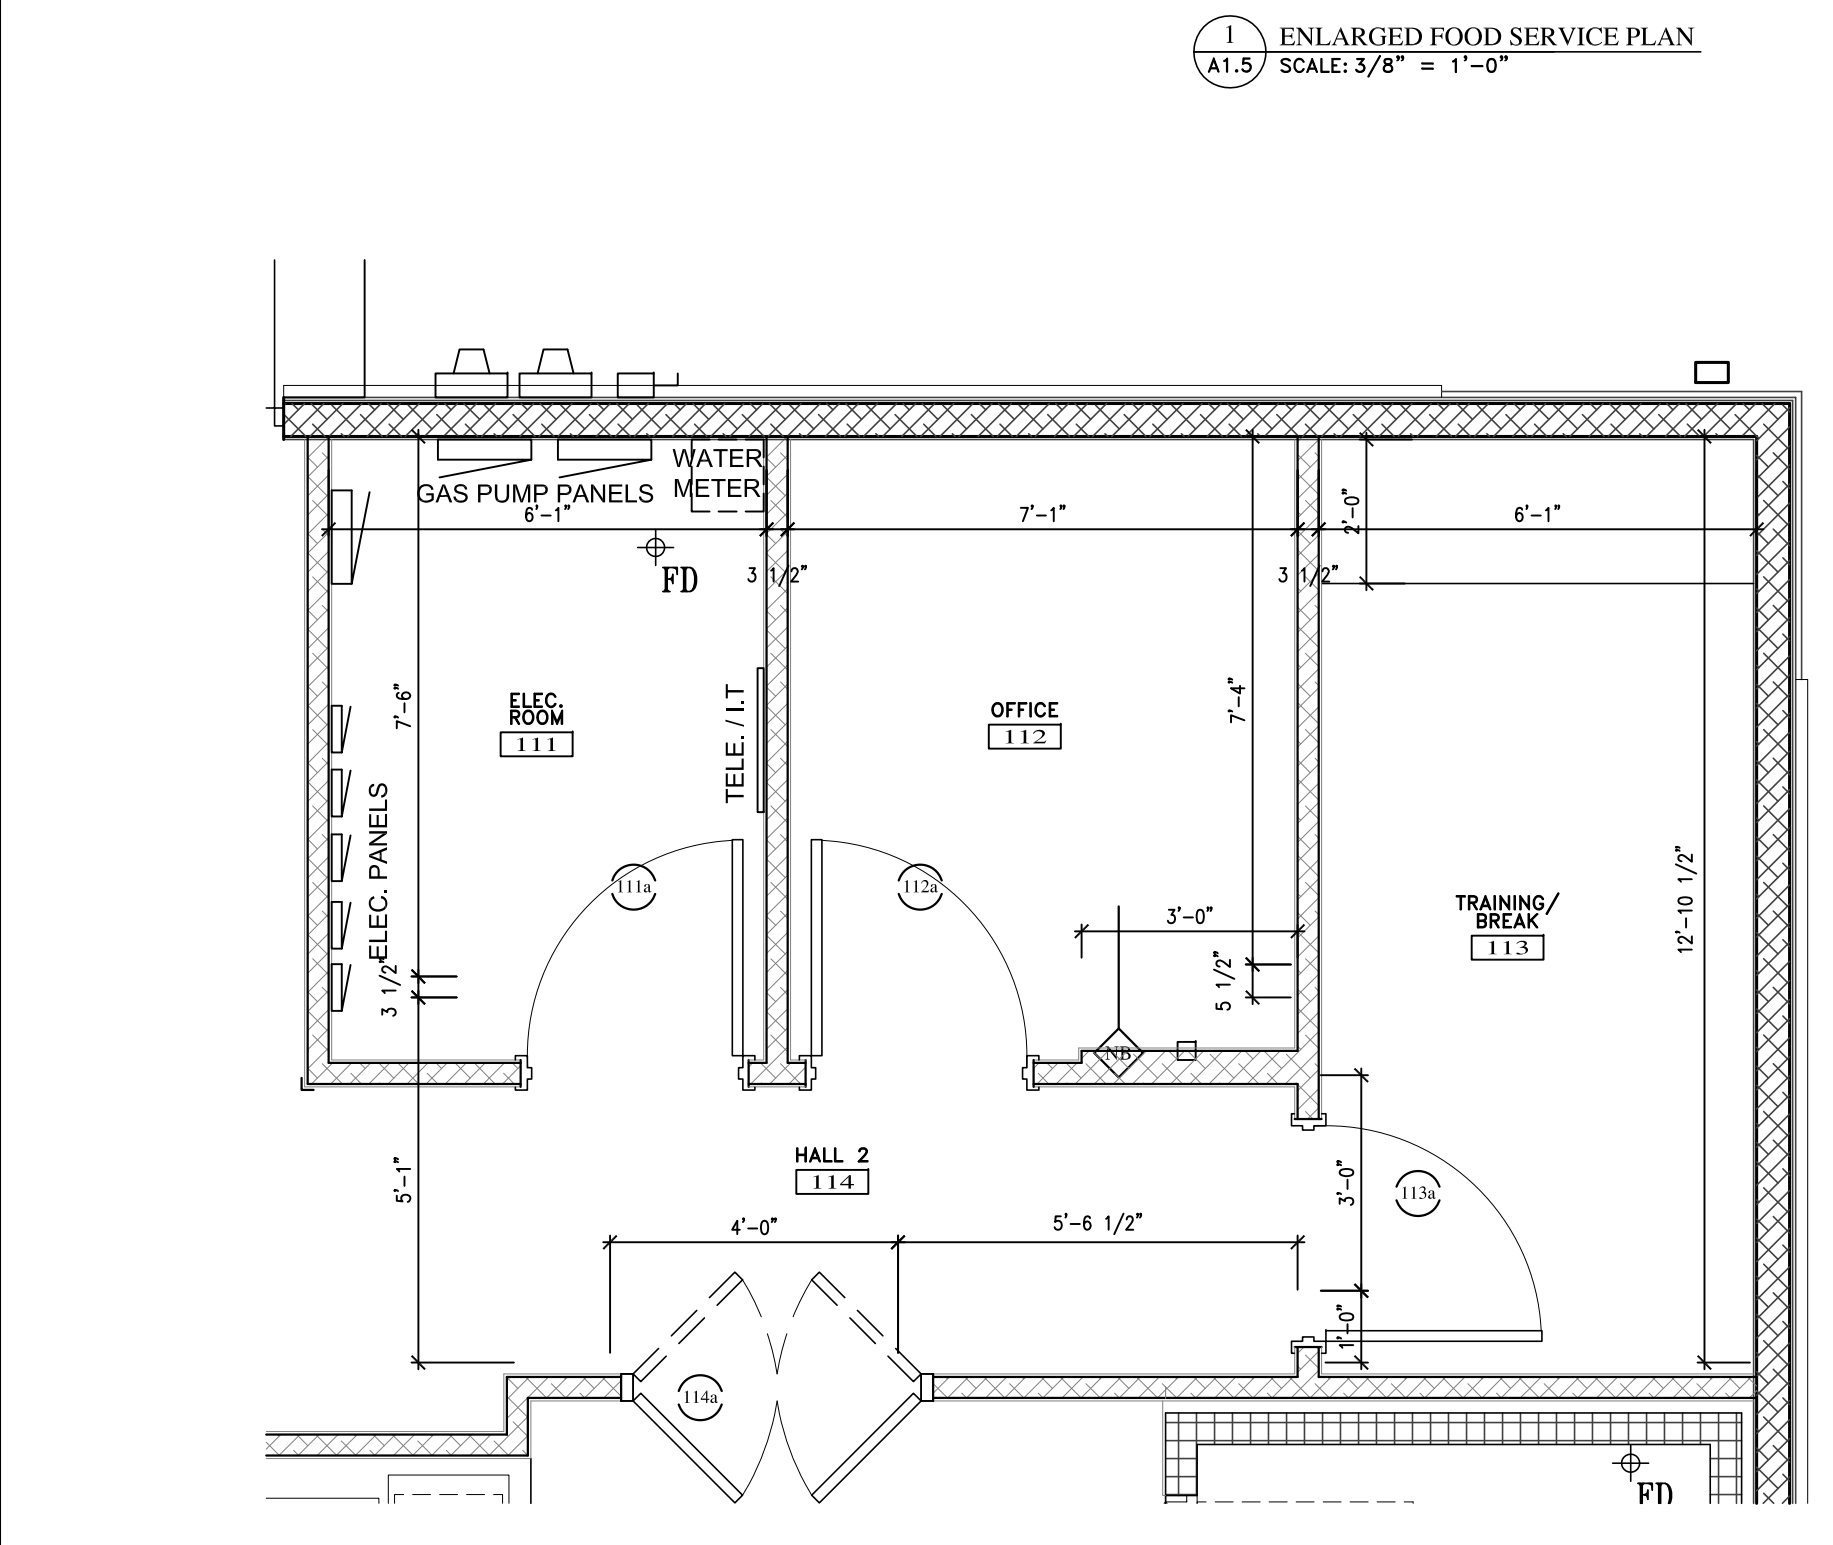 1
ENLARGED FOOD SERVICE PLAN
A1.5
SCALE: 3/8" = 1'-0"
WATER
METER
GAS PUMP PANELS
6'-1"
7'-1"
2'-0"
6'-1"
FD
3 1/2"
3 1/2"
7'-6"
ELEC.
ROOM
111
TELE. / I.T
OFFICE
112
7'-4"
ELEC. PANELS
111a
112a
3'-0"
TRAINING/
BREAK
113
12'-10 1/2"
3 1/2"
5 1/2"
NB
HALL 2
114
5'-1"
3'-0"
113a
4'-0"
5'-6 1/2"
1'-0"
114a
FD